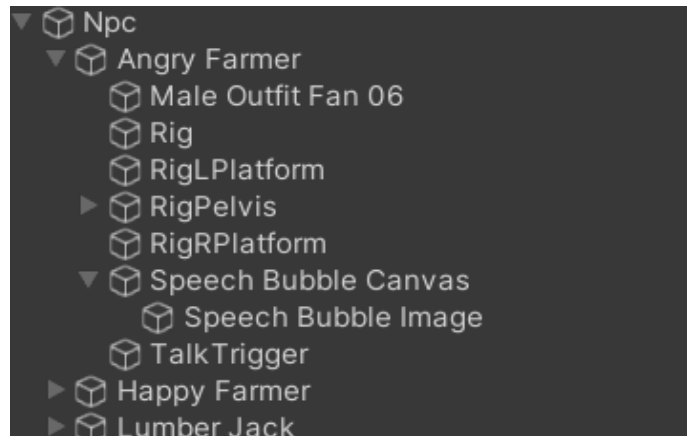 Npc
Angry Farmer
Male Outfit Fan 06
Rig
RigLPlatform
RigPelvis
RigRPlatform
Speech Bubble Canvas
Speech Bubble Image
TalkTrigger
Happy Farmer
Lumber Jack